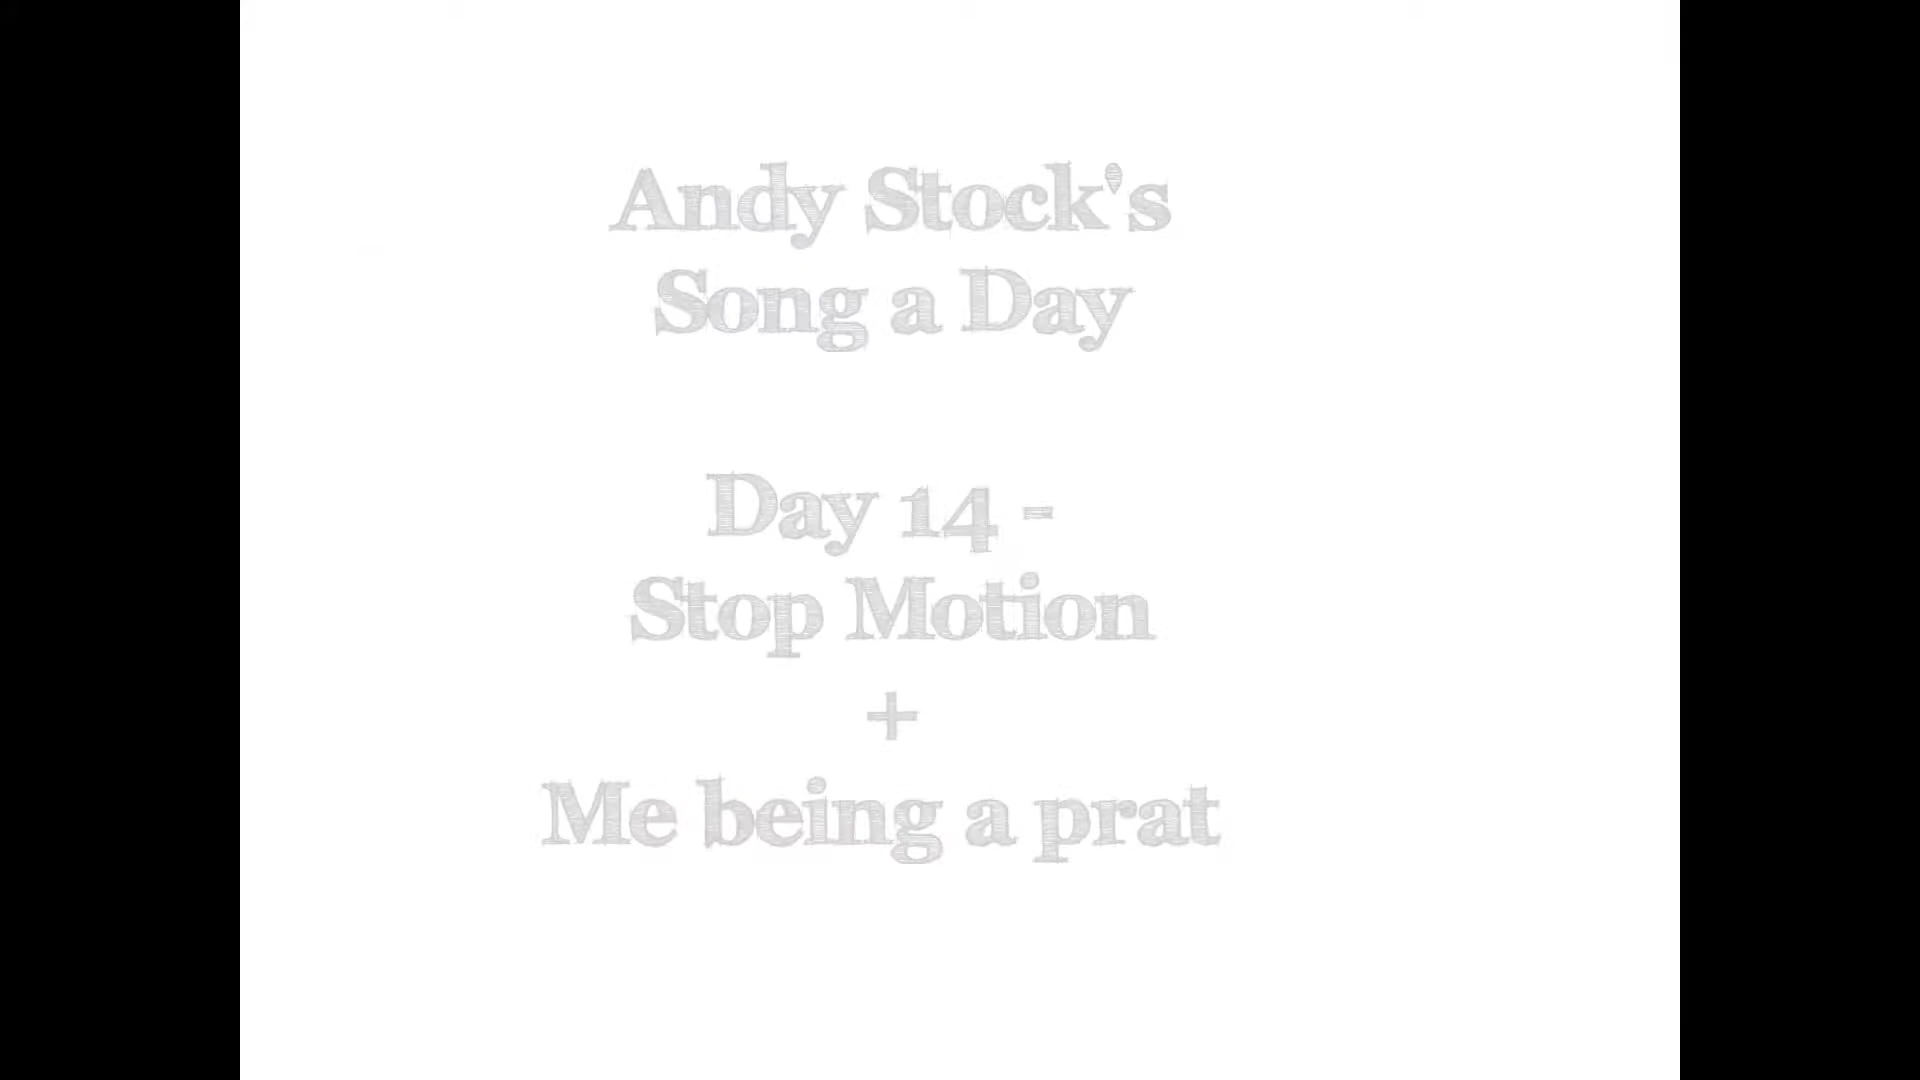 Andy Stock's
Song a Day
Day 14 -
Stop Motion
+
Me being a prat